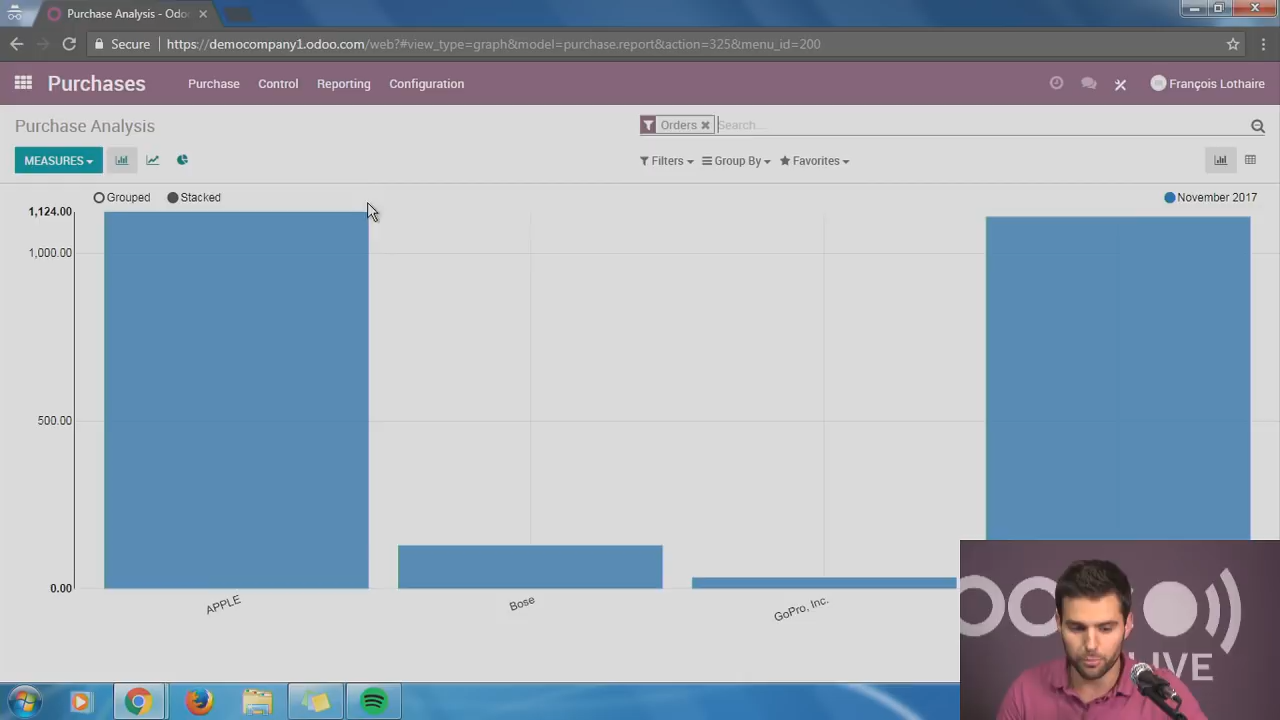 Purchase Analysis - Odoo
Secure
https://democompany1.odoo.com/web?#view_type=graph&model=purchase.report&action=325&menu_id=200
Purchases Purchase Control Reporting Configuration François Lothaire
Purchase Analysis Orders Search...
MEASURES Filters Group By Favorites
Grouped Stacked November 2017
1,124.00
1,000.00
500.00
0.00
APPLE Bose GoPro, Inc.
LIVE